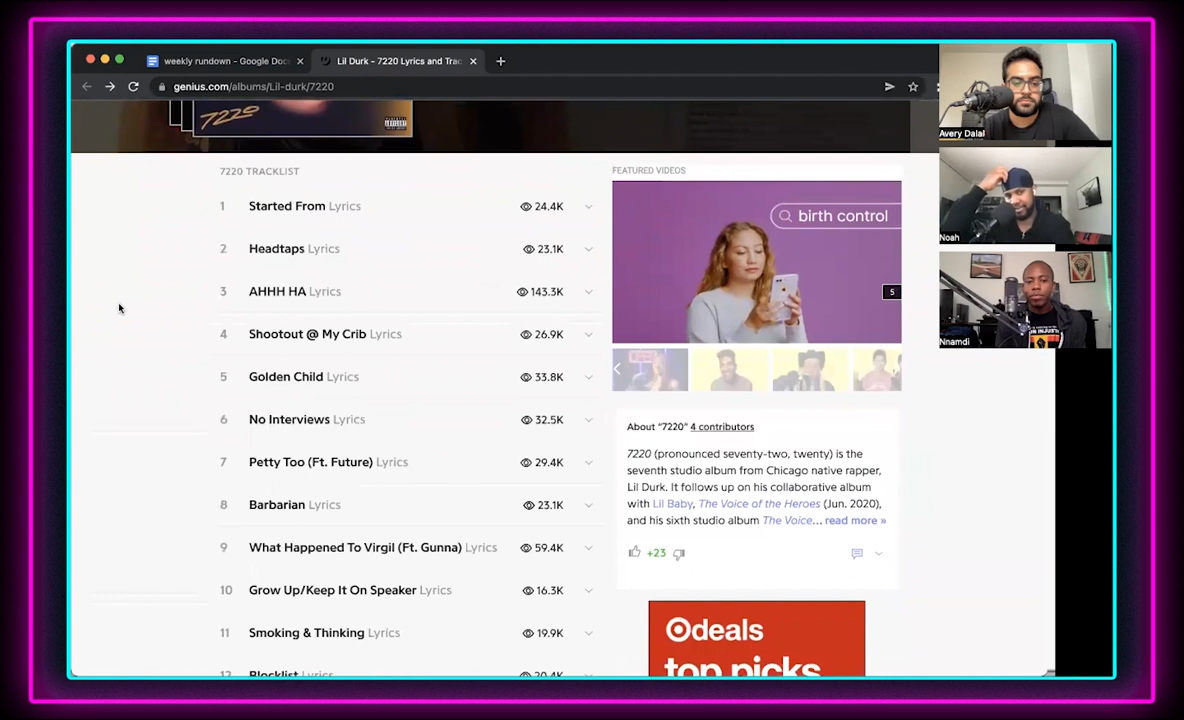 weekly rundown - Google Doc
Lil Durk - 7220 Lyrics and Trac
genius.com/albums/Lil-durk/7220
7220
7220 TRACKLIST
1 Started From Lyrics 24.4K
2 Headtaps Lyrics 23.1K
3 AHHH HA Lyrics 143.3K
4 Shootout @ My Crib Lyrics 26.9K
5 Golden Child Lyrics 33.8K
6 No Interviews Lyrics 32.5K
7 Petty Too (Ft. Future) Lyrics 29.4K
8 Barbarian Lyrics 23.1K
9 What Happened To Virgil (Ft. Gunna) Lyrics 59.4K
10 Grow Up/Keep It On Speaker Lyrics 16.3K
11 Smoking & Thinking Lyrics 19.9K
12 Blocklist Lyrics 20.4K
FEATURED VIDEOS
birth control
5
About "7220" 4 contributors
7220 (pronounced seventy-two, twenty) is the
seventh studio album from Chicago native rapper,
Lil Durk. It follows up on his collaborative album
with Lil Baby, The Voice of the Heroes (Jun. 2020),
and his sixth studio album The Voice... read more »
+23
deals
top picks
Avery Dalal
Noah
Nnamdi